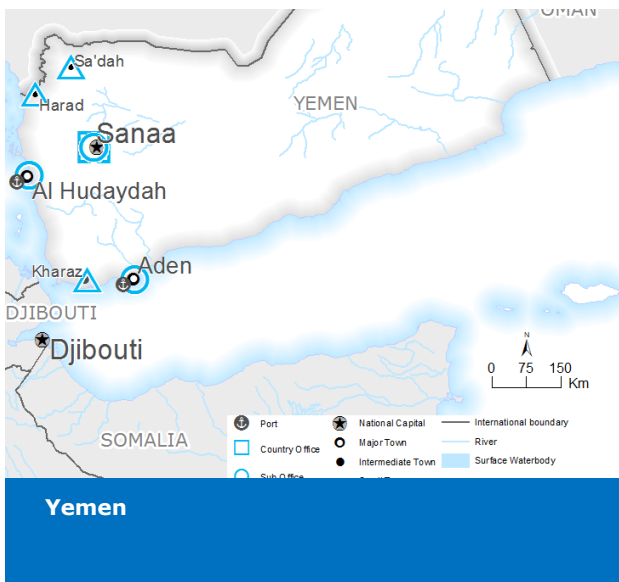 OMAN
Sa'dah
Harad
YEMEN
Sanaa
Al Hudaydah
Kharaz
Aden
DJIBOUTI
Djibouti
N
0 75 150
Km
SOMALIA
Port
National Capital
International boundary
Country Office
Major Town
River
Intermediate Town
Surface Waterbody
Sub Office
Yemen